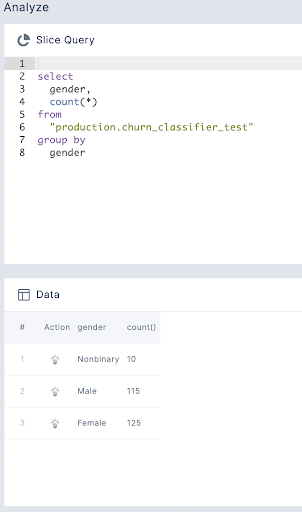 Analyze
Slice Query
1
2 select
3 gender,
4 count(*)
5 from
6 "production.churn_classifier_test"
7 group by
8 gender
Data
# Action gender count()
1 Nonbinary 10
2 Male 115
3 Female 125